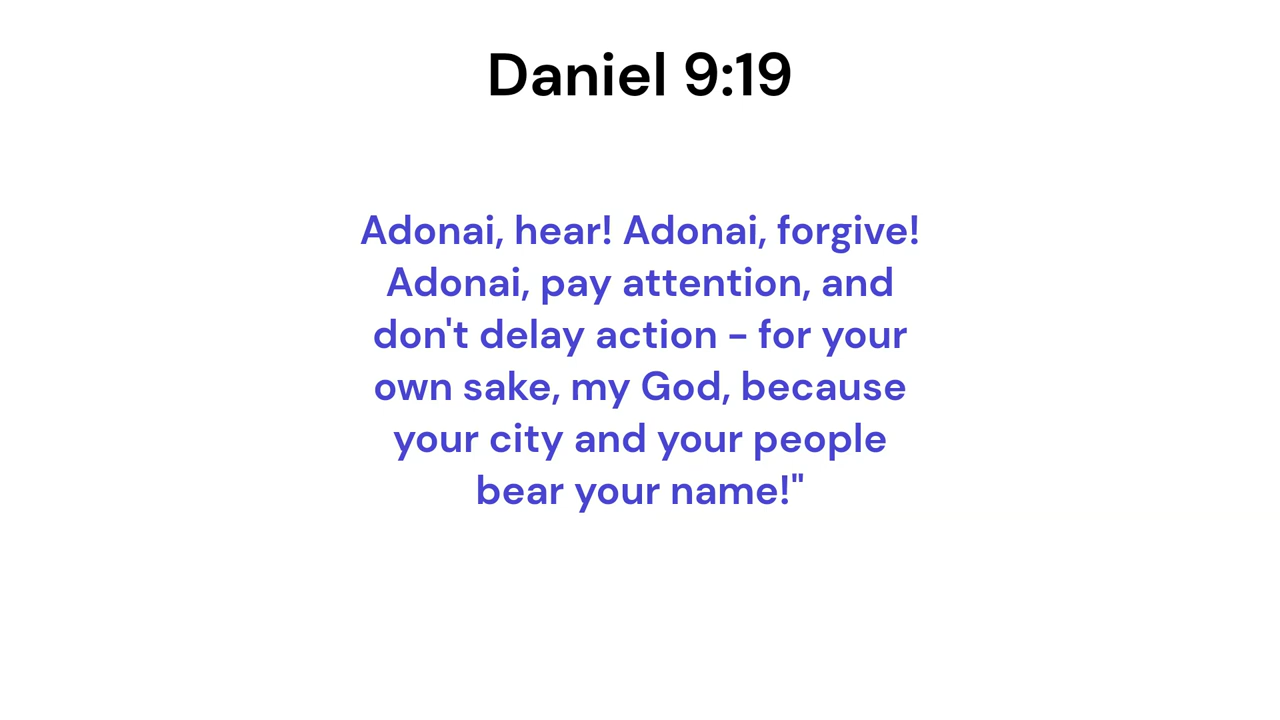 Daniel 9:19
Adonai, hear! Adonai, forgive!
Adonai, pay attention, and
don't delay action – for your
own sake, my God, because
your city and your people
bear your name!"